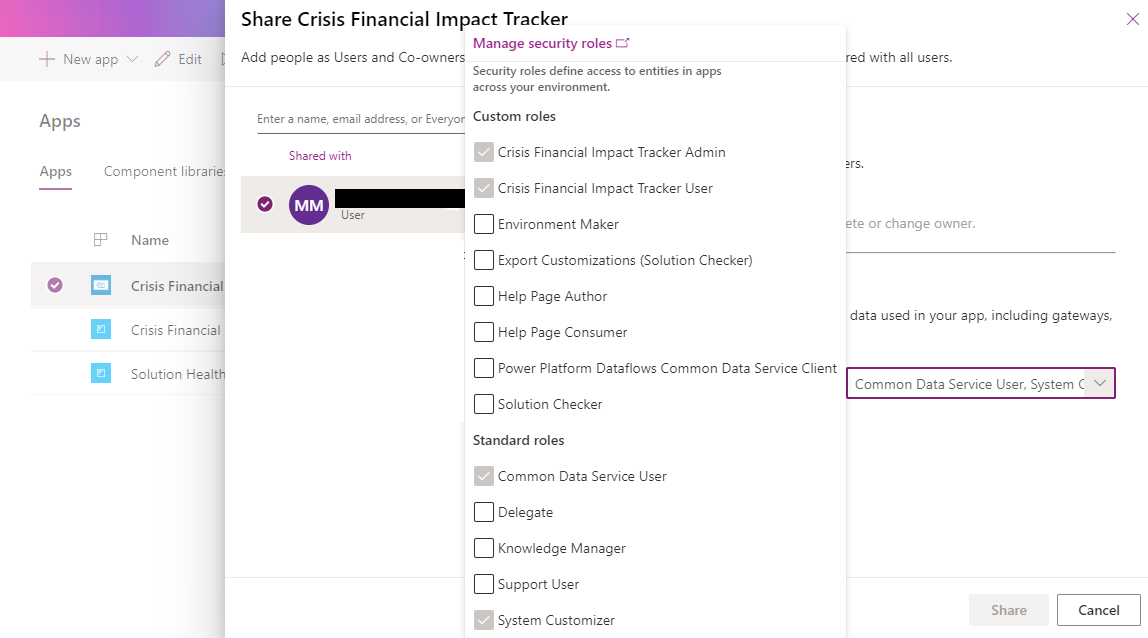 Share Crisis Financial Impact Tracker
New app
Edit
Add people as Users and Co-owners
red with all users.
Manage security roles
Security roles define access to entities in apps
across your environment.
Apps
Enter a name, email address, or Everyon
Custom roles
Crisis Financial Impact Tracker Admin
Shared with
ers.
Apps
Component libraries
Crisis Financial Impact Tracker User
MM
User
Environment Maker
ete or change owner.
Name
Export Customizations (Solution Checker)
Crisis Financial
Help Page Author
data used in your app, including gateways,
Crisis Financial
Help Page Consumer
Solution Health
Power Platform Dataflows Common Data Service Client
Common Data Service User, System C
Solution Checker
Standard roles
Common Data Service User
Delegate
Knowledge Manager
Support User
System Customizer
Share
Cancel